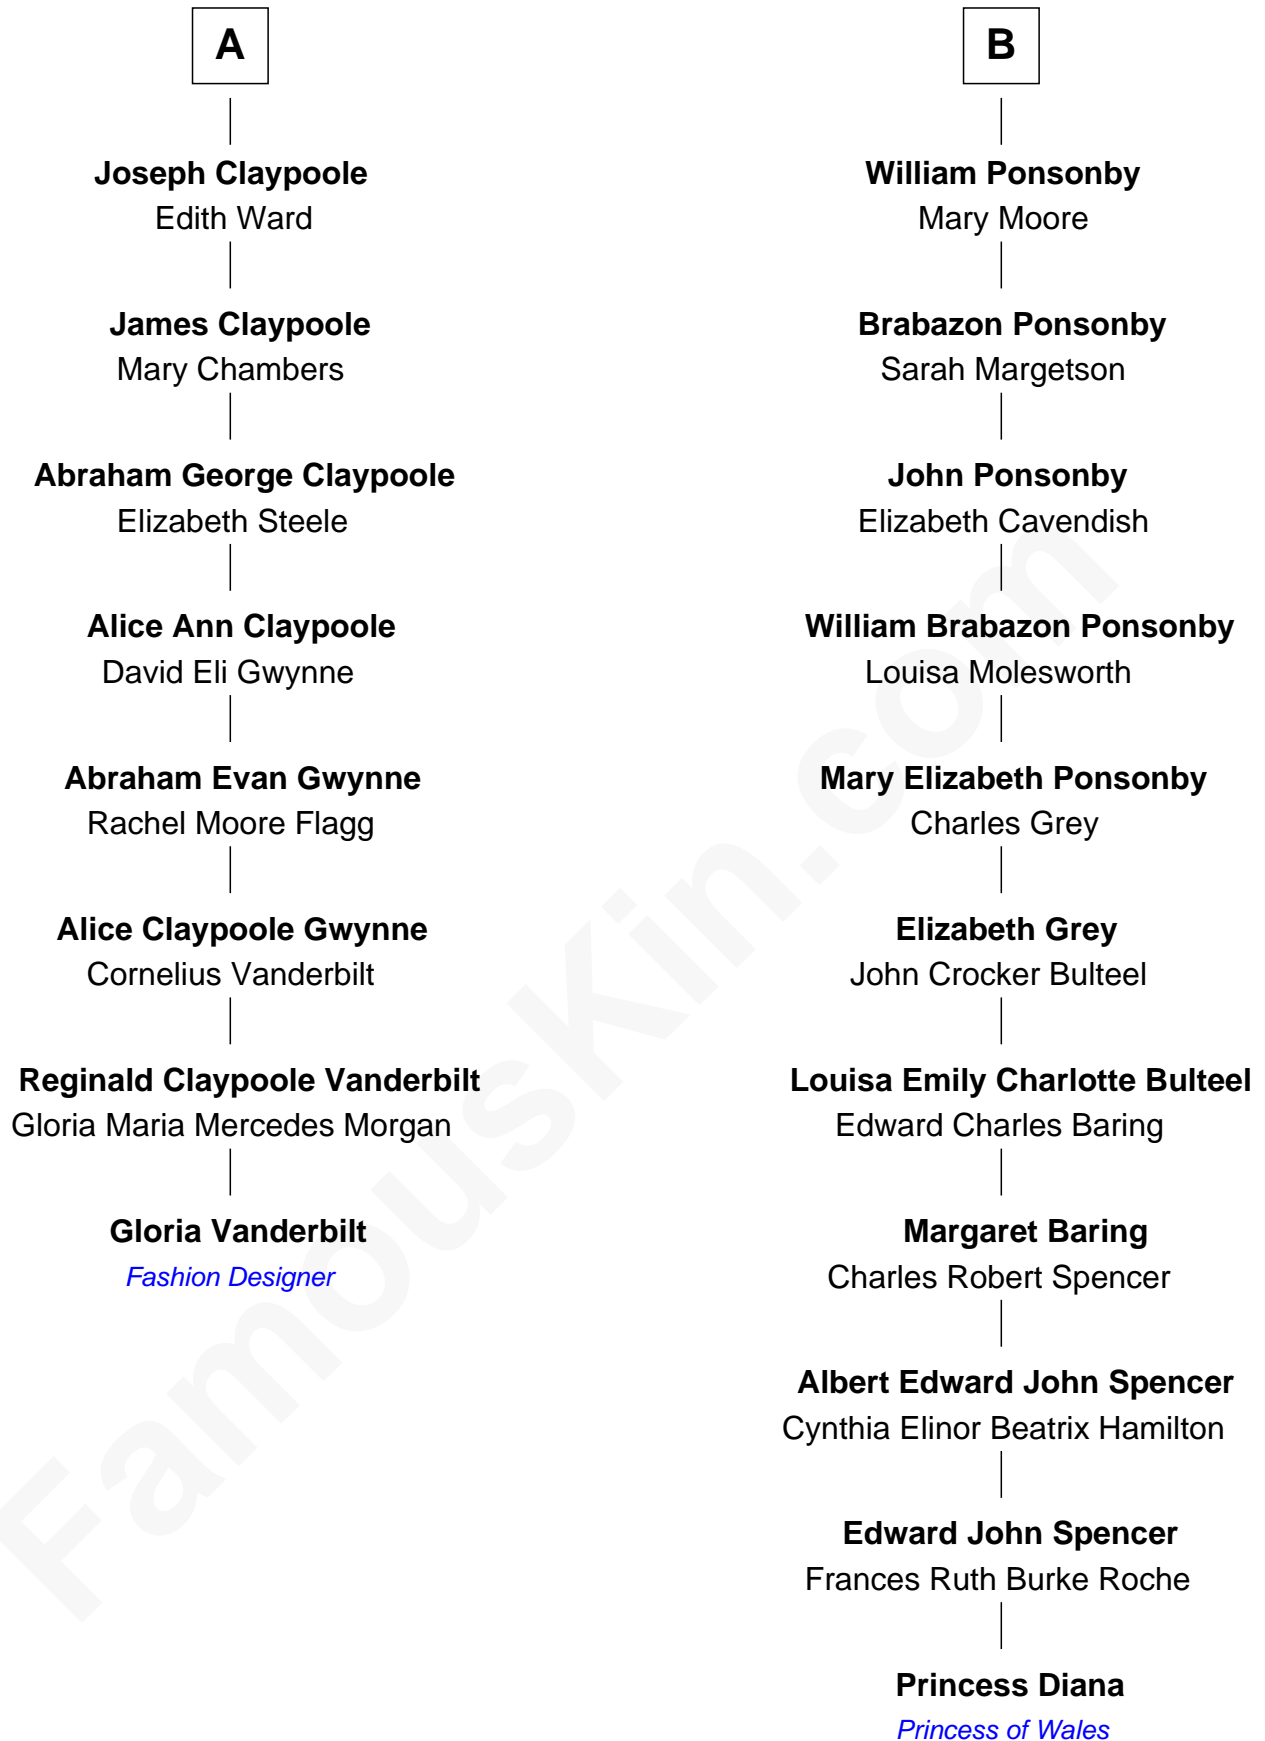 A
Joseph Claypoole
Edith Ward
James Claypoole
Mary Chambers
Abraham George Claypoole
Elizabeth Steele
Alice Ann Claypoole
David Eli Gwynne
Abraham Evan Gwynne
Rachel Moore Flagg
Alice Claypoole Gwynne
Cornelius Vanderbilt
Reginald Claypoole Vanderbilt
Gloria Maria Mercedes Morgan
Gloria Vanderbilt
Fashion Designer
B
William Ponsonby
Mary Moore
Brabazon Ponsonby
Sarah Margetson
John Ponsonby
Elizabeth Cavendish
William Brabazon Ponsonby
Louisa Molesworth
Mary Elizabeth Ponsonby
Charles Grey
Elizabeth Grey
John Crocker Bulteel
Louisa Emily Charlotte Bulteel
Edward Charles Baring
Margaret Baring
Charles Robert Spencer
Albert Edward John Spencer
Cynthia Elinor Beatrix Hamilton
Edward John Spencer
Frances Ruth Burke Roche
Princess Diana
Princess of Wales
FamousKin.com